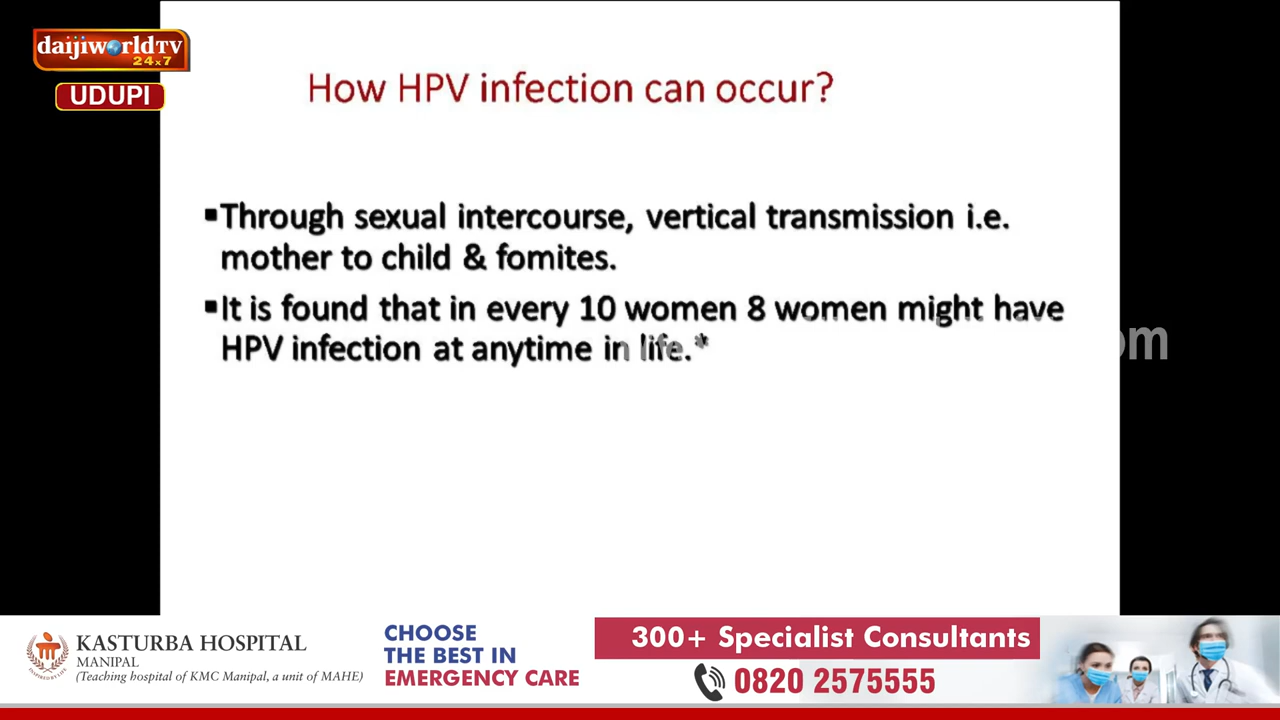 daijiworldTV
24x7
UDUPI
How HPV infection can occur?
▪Through sexual intercourse, vertical transmission i.e.
mother to child & fomites.
▪It is found that in every 10 women 8 women might have
HPV infection at anytime in life.*
om
KASTURBA HOSPITAL
MANIPAL
(Teaching hospital of KMC Manipal, a unit of MAHE)
CHOOSE
THE BEST IN
EMERGENCY CARE
300+ Specialist Consultants
0820 2575555